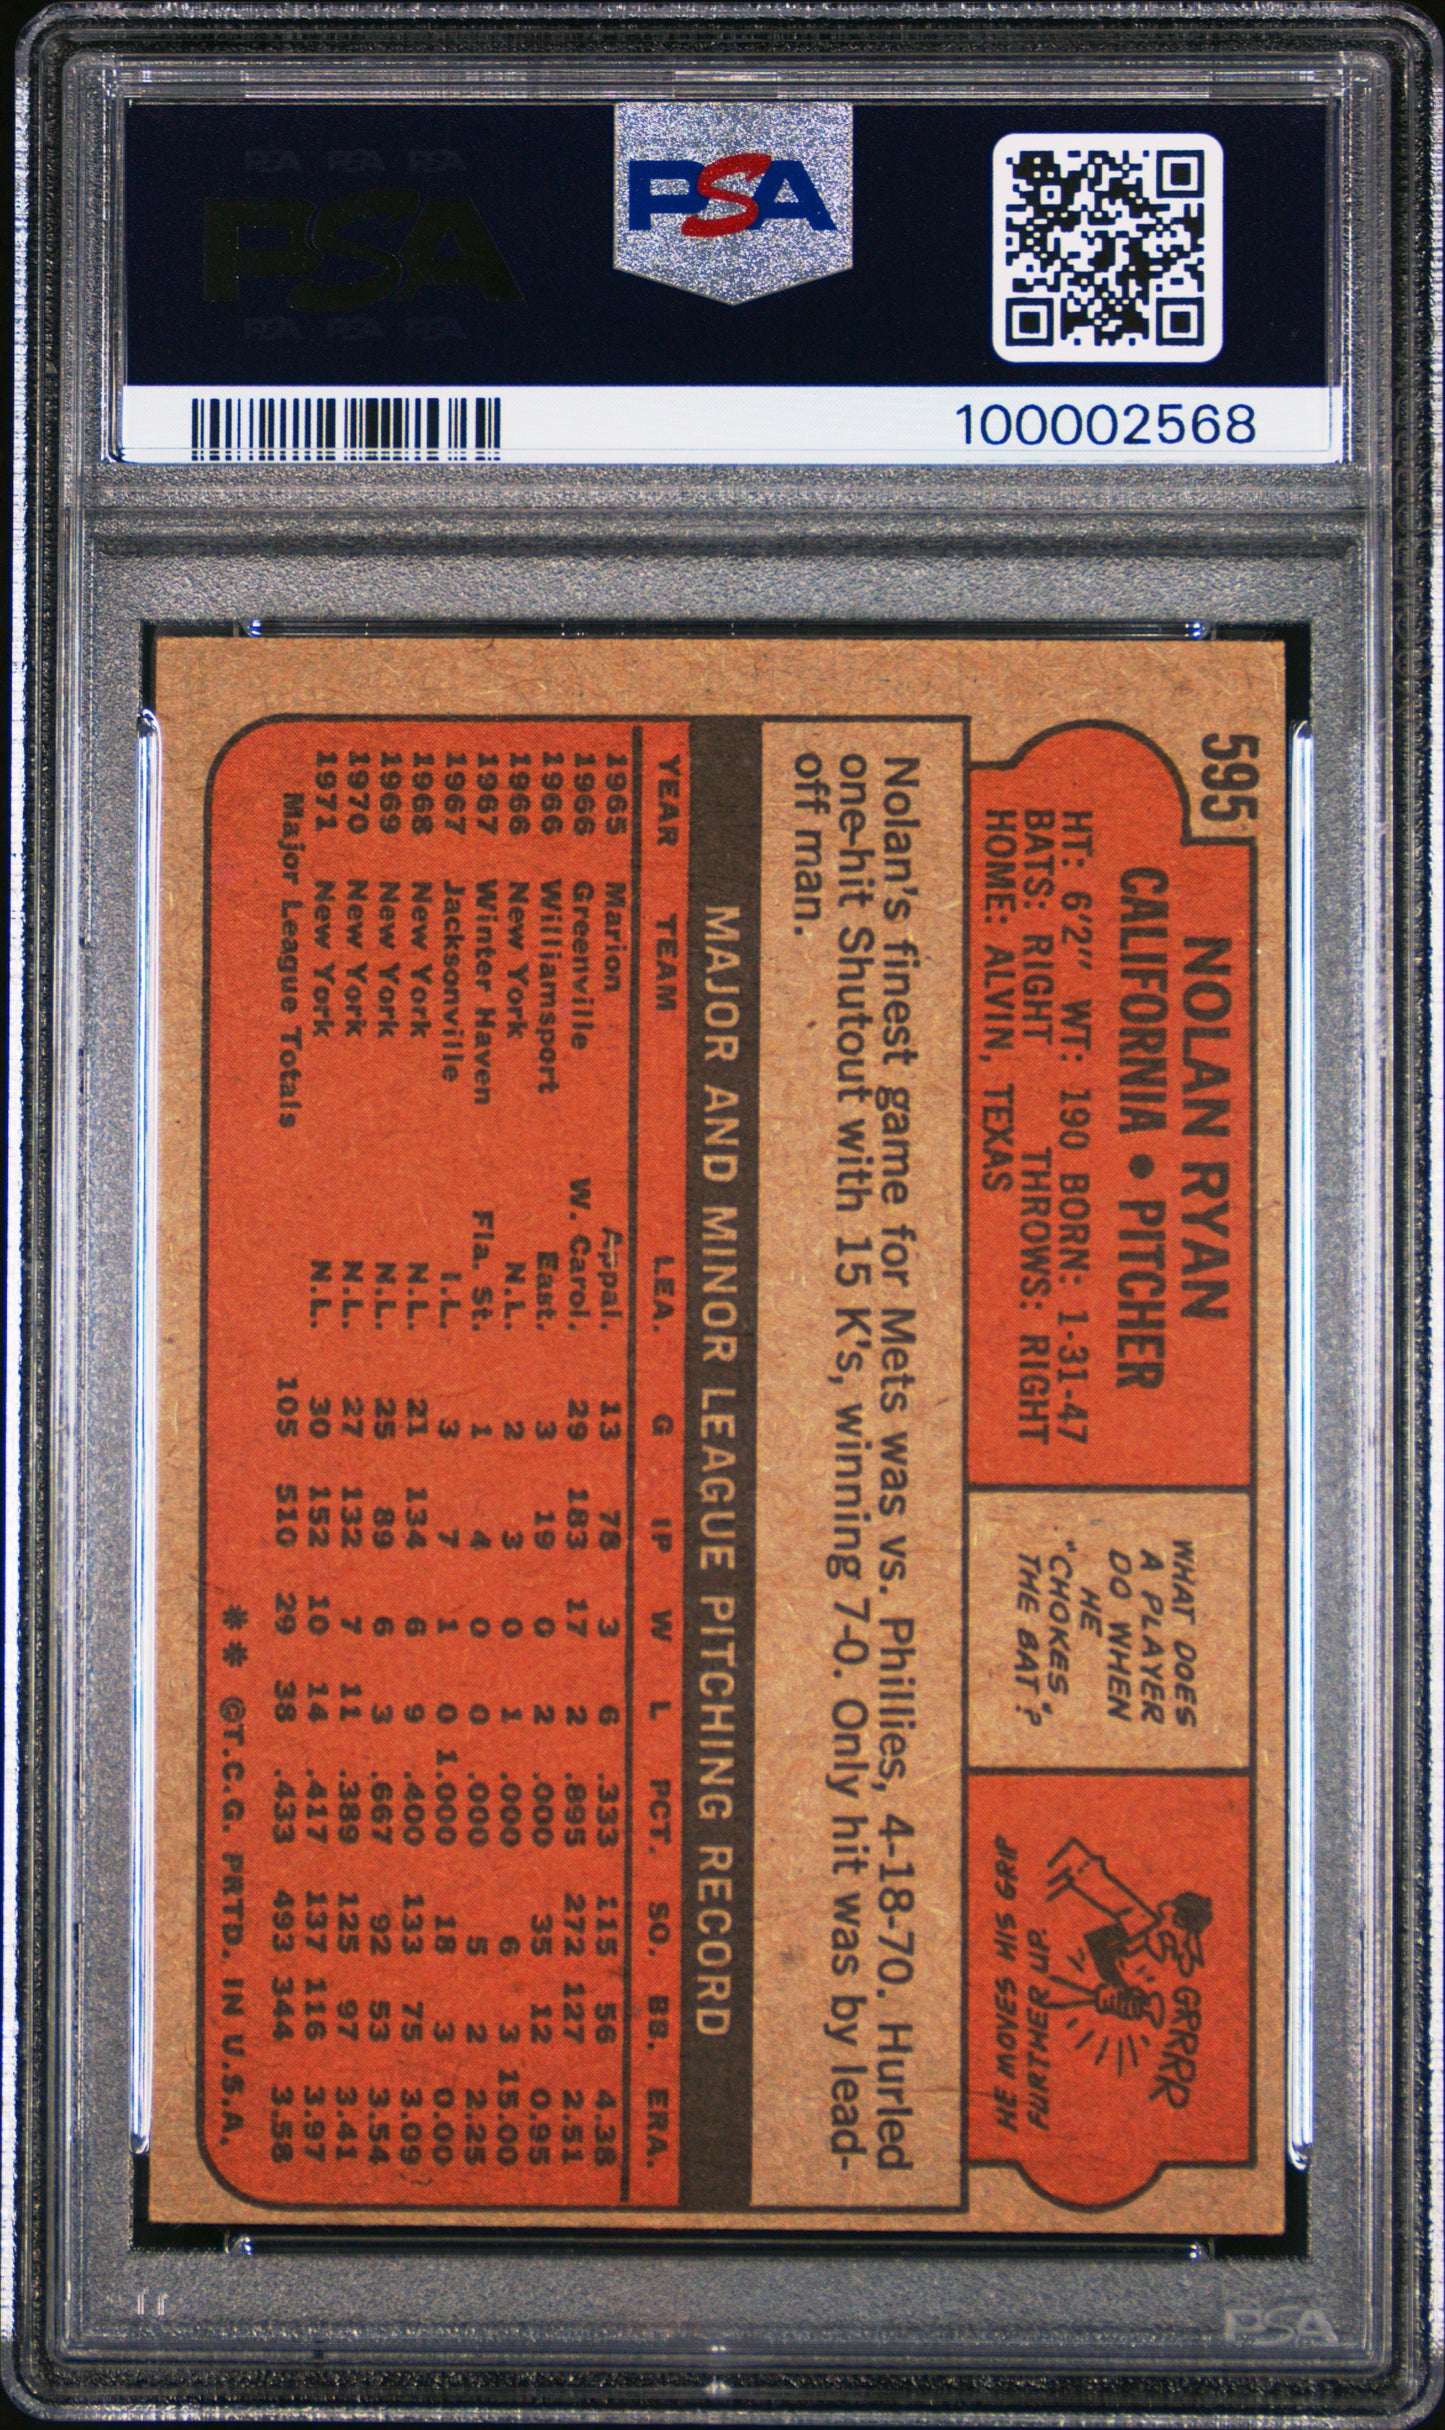 PSA PSA PSA
PSA
PSA PSA PSA
PSA
100002568
595
NOLAN RYAN
CALIFORNIA • PITCHER
HT: 6'2" WT: 190 BORN: 1-31-47
BATS: RIGHT THROWS: RIGHT
HOME: ALVIN, TEXAS
WHAT DOES
A PLAYER
DO WHEN
HE
"CHOKES"
THE BAT?
GRRRR
HE MOVES HIS GRIP
FURTHER UP.
Nolan's finest game for Mets was vs. Phillies, 4-18-70. Hurled
one-hit Shutout with 15 K's, winning 7-0. Only hit was by lead-
off man.
MAJOR AND MINOR LEAGUE PITCHING RECORD
YEAR TEAM LEA. G IP W L PCT. SO. BB. ERA.
1965 Marion Appal. 13 78 3 6 .333 115 56 4.38
1966 Greenville W. Carol. 29 183 17 2 .895 272 127 2.51
1966 Williamsport East. 3 19 0 2 .000 35 12 0.95
1966 New York N.L. 2 3 0 1 .000 6 3 15.00
1967 Winter Haven Fla. St. 1 4 0 0 .000 5 2 2.25
1967 Jacksonville I.L. 3 7 1 0 1.000 18 3 0.00
1968 New York N.L. 21 134 6 9 .400 133 75 3.09
1969 New York N.L. 25 89 6 3 .667 92 53 3.54
1970 New York N.L. 27 132 7 11 .389 125 97 3.41
1971 New York N.L. 30 152 10 14 .417 137 116 3.97
Major League Totals 105 510 29 38 .433 493 344 3.58
** ©T.C.G. PRTD. IN U.S.A.
PSA